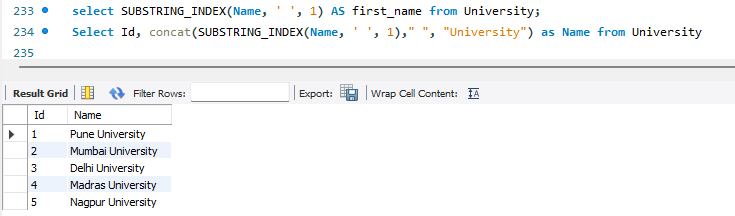 233 select SUBSTRING_INDEX(Name, ' ', 1) AS first_name from University;
234 Select Id, concat(SUBSTRING_INDEX(Name, ' ', 1)," ", "University") as Name from University
235
Result Grid Filter Rows: Export: Wrap Cell Content: IA
Id Name
1 Pune University
2 Mumbai University
3 Delhi University
4 Madras University
5 Nagpur University